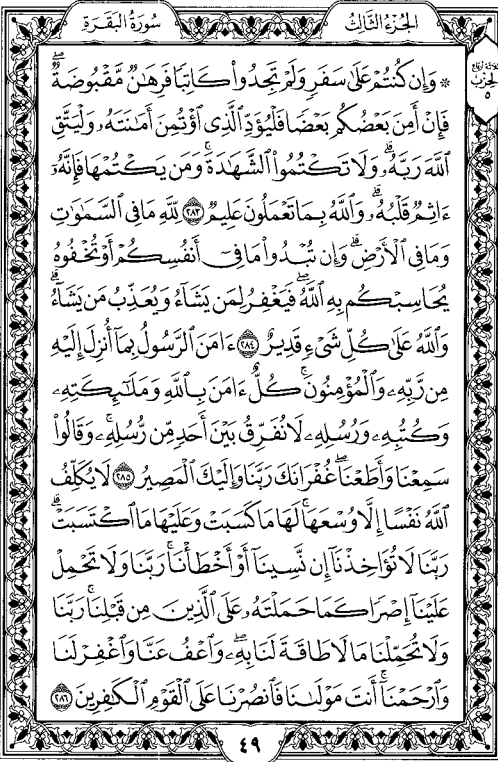 الجزء الثالث
سورة البقرة
ثلاثة أرباع
الحزب
٥
۞ وَإِن كُنتُمْ عَلَىٰ سَفَرٍ وَلَمْ تَجِدُوا۟ كَاتِبًا فَرِهَـٰنٌ مَّقْبُوضَةٌ ۖ
فَإِنْ أَمِنَ بَعْضُكُم بَعْضًا فَلْيُؤَدِّ ٱلَّذِى ٱؤْتُمِنَ أَمَـٰنَتَهُۥ وَلْيَتَّقِ
ٱللَّهَ رَبَّهُۥ ۗ وَلَا تَكْتُمُوا۟ ٱلشَّهَـٰدَةَ ۚ وَمَن يَكْتُمْهَا فَإِنَّهُۥٓ
ءَاثِمٌ قَلْبُهُۥ ۗ وَٱللَّهُ بِمَا تَعْمَلُونَ عَلِيمٌ ٢٨٣ لِّلَّهِ مَا فِى ٱلسَّمَـٰوَٰتِ
وَمَا فِى ٱلْأَرْضِ ۗ وَإِن تُبْدُوا۟ مَا فِىٓ أَنفُسِكُمْ أَوْ تُخْفُوهُ
يُحَاسِبْكُم بِهِ ٱللَّهُ ۖ فَيَغْفِرُ لِمَن يَشَآءُ وَيُعَذِّبُ مَن يَشَآءُ ۗ
وَٱللَّهُ عَلَىٰ كُلِّ شَىْءٍ قَدِيرٌ ٢٨٤ ءَامَنَ ٱلرَّسُولُ بِمَآ أُنزِلَ إِلَيْهِ
مِن رَّبِّهِۦ وَٱلْمُؤْمِنُونَ ۚ كُلٌّ ءَامَنَ بِٱللَّهِ وَمَلَـٰٓئِكَتِهِۦ
وَكُتُبِهِۦ وَرُسُلِهِۦ لَا نُفَرِّقُ بَيْنَ أَحَدٍ مِّن رُّسُلِهِۦ ۚ وَقَالُوا۟
سَمِعْنَا وَأَطَعْنَا ۖ غُفْرَانَكَ رَبَّنَا وَإِلَيْكَ ٱلْمَصِيرُ ٢٨٥ لَا يُكَلِّفُ
ٱللَّهُ نَفْسًا إِلَّا وُسْعَهَا ۚ لَهَا مَا كَسَبَتْ وَعَلَيْهَا مَا ٱكْتَسَبَتْ ۗ
رَبَّنَا لَا تُؤَاخِذْنَآ إِن نَّسِينَآ أَوْ أَخْطَأْنَا ۚ رَبَّنَا وَلَا تَحْمِلْ
عَلَيْنَآ إِصْرًا كَمَا حَمَلْتَهُۥ عَلَى ٱلَّذِينَ مِن قَبْلِنَا ۚ رَبَّنَا
وَلَا تُحَمِّلْنَا مَا لَا طَاقَةَ لَنَا بِهِۦ ۖ وَٱعْفُ عَنَّا وَٱغْفِرْ لَنَا
وَٱرْحَمْنَآ ۚ أَنتَ مَوْلَىٰنَا فَٱنصُرْنَا عَلَى ٱلْقَوْمِ ٱلْكَـٰفِرِينَ ٢٨٦
٤٩